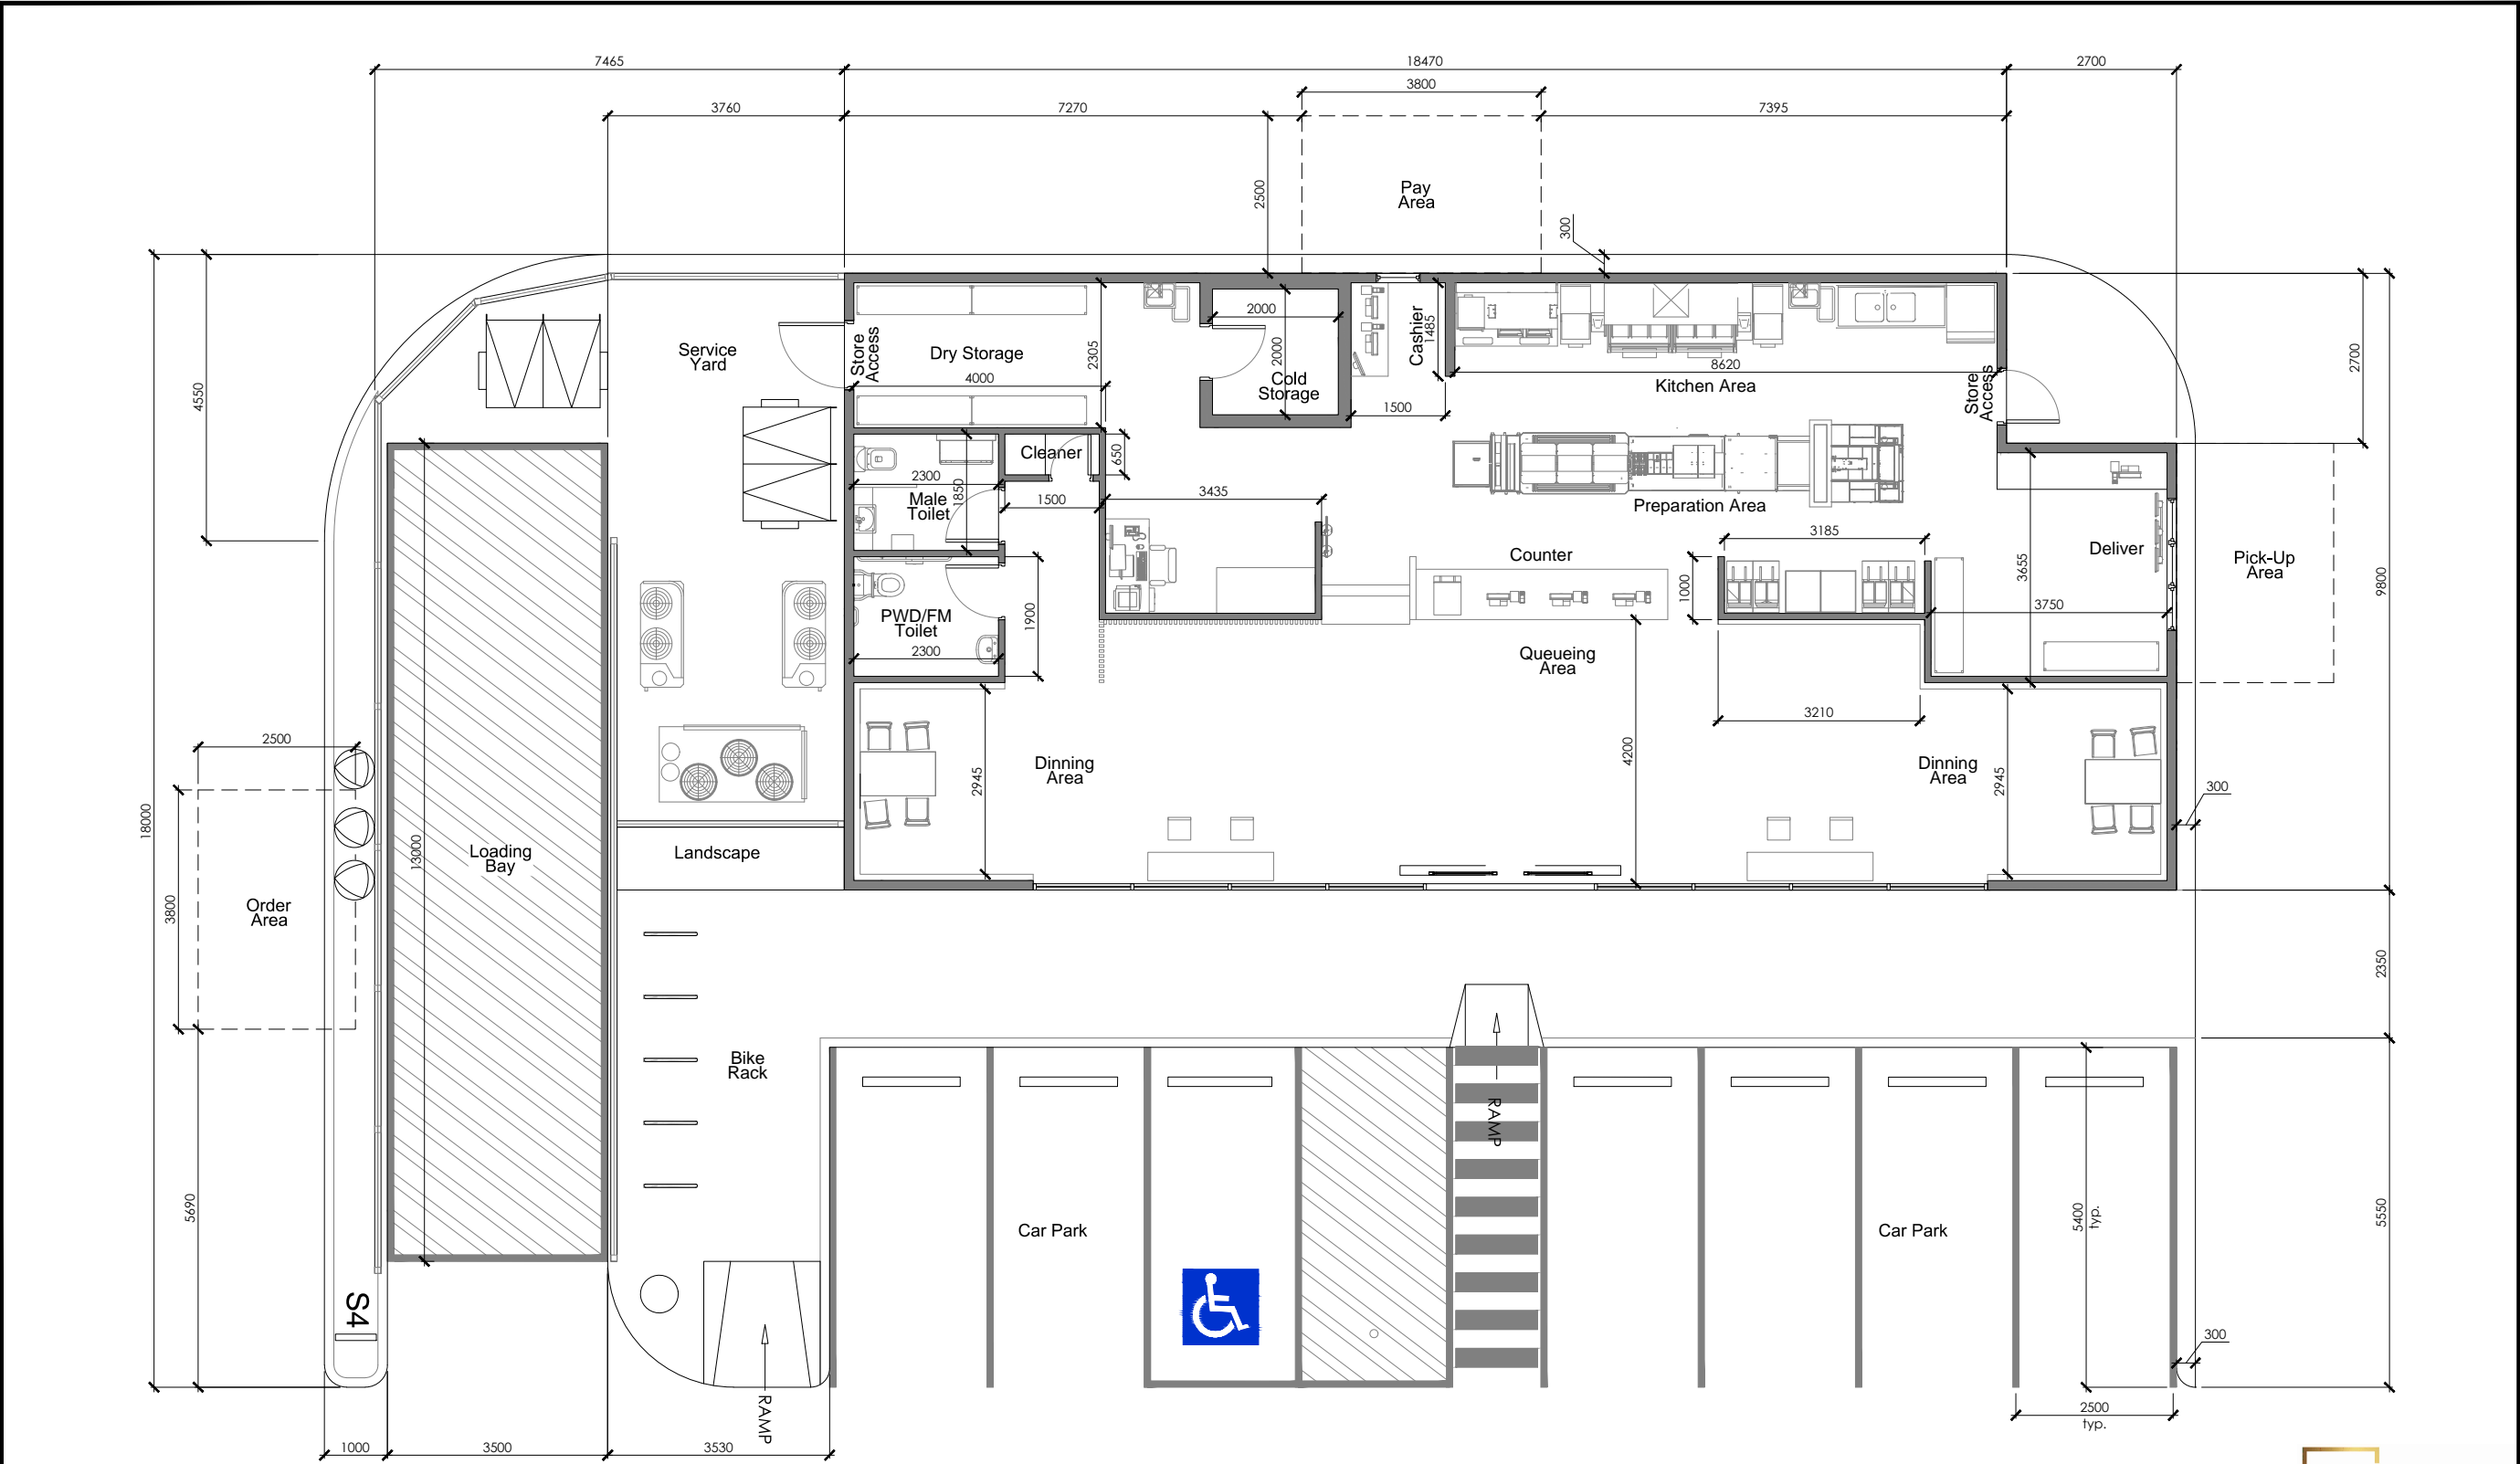 7465
18470
2700
3800
3760
7270
7395
Pay
Area
2500
300
Service
Yard
Store
Access
Dry Storage
4000
2305
2000
2000
Cold
Storage
Cashier
1485
1500
8620
Kitchen Area
Store
Access
2700
4550
Cleaner
650
2300
1850
Male
Toilet
1500
3435
Preparation Area
3185
Counter
1000
3655
Deliver
3750
Pick-Up
Area
9800
PWD/FM
Toilet
2300
1900
Queueing
Area
3210
4200
2500
Dinning
Area
2945
Dinning
Area
2945
300
18000
13000
Loading
Bay
Landscape
3800
Order
Area
2350
Bike
Rack
RAMP
5690
Car Park
Car Park
5400
typ.
5550
S4
300
RAMP
2500
typ.
1000
3500
3530